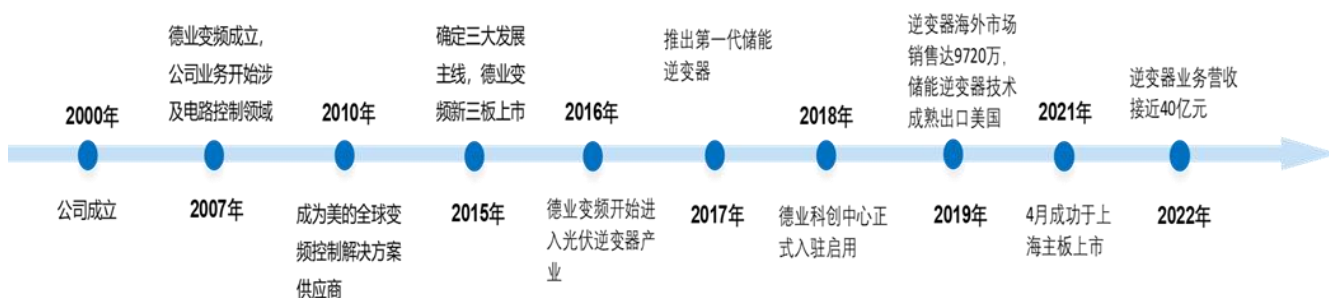 2000年
公司成立
德业变频成立，
公司业务开始涉
及电路控制领域
2007年
2010年
成为美的全球变
频控制解决方案
供应商
确定三大发展
主线，德业变
频新三板上市
2015年
2016年
德业变频开始进
入光伏逆变器产
业
推出第一代储能
逆变器
2017年
2018年
德业科创中心正
式入驻启用
逆变器海外市场
销售达9720万，
储能逆变器技术
成熟出口美国
2019年
2021年
4月成功于上
海主板上市
逆变器业务营收
接近40亿元
2022年